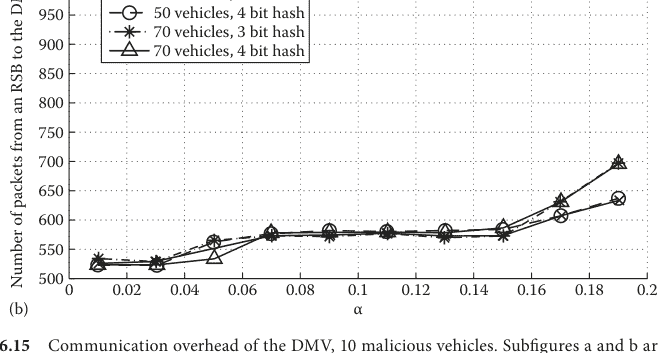 950
50 vehicles, 4 bit hash
70 vehicles, 3 bit hash
70 vehicles, 4 bit hash
900
850
800
750
700
650
600
550
500
Number of packets from an RSB to the
0 0.02 0.04 0.06 0.08 0.1 0.12 0.14 0.16 0.18 0.2
(b)
α
6.15 Communication overhead of the DMV, 10 malicious vehicles. Subfigures a and b ar